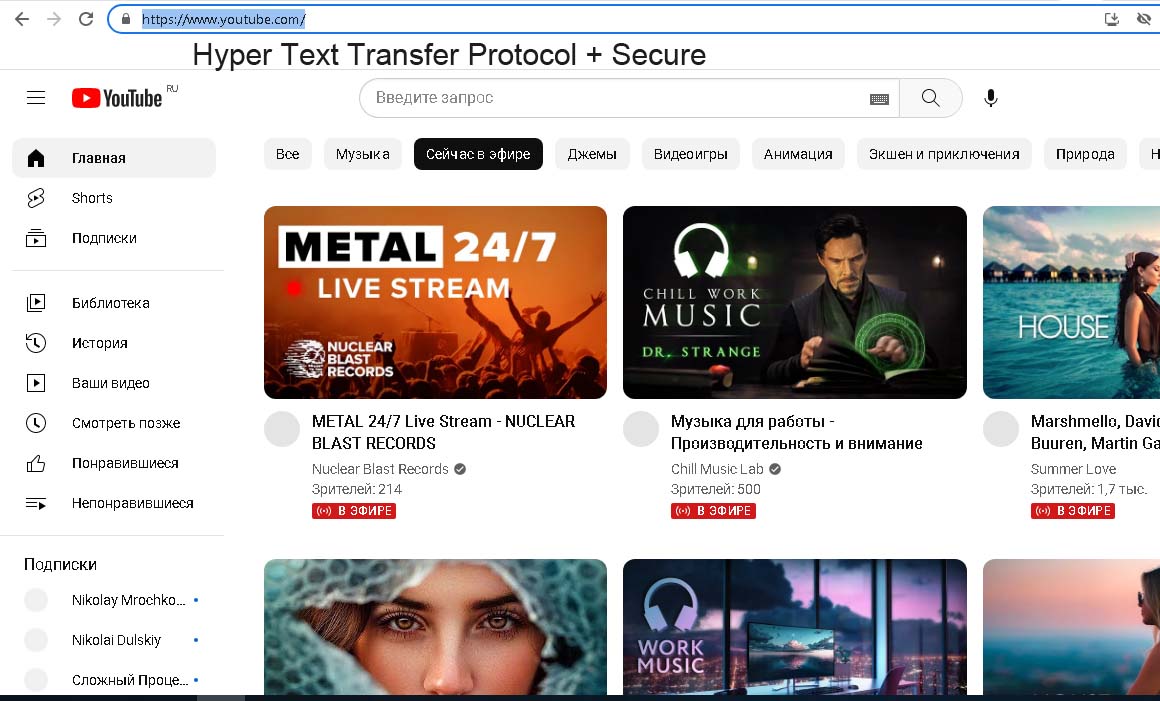 https://www.youtube.com/
Hyper Text Transfer Protocol + Secure
YouTube RU
Введите запрос
Главная
Shorts
Подписки
Библиотека
История
Ваши видео
Смотреть позже
Понравившиеся
Непонравившиеся
Подписки
Nikolay Mrochko...
Nikolai Dulskiy
Сложный Проце...
Все Музыка Сейчас в эфире Джемы Видеоигры Анимация Экшен и приключения Природа Н
METAL 24/7
LIVE STREAM
NUCLEAR
BLAST
RECORDS
METAL 24/7 Live Stream - NUCLEAR
BLAST RECORDS
Nuclear Blast Records
Зрителей: 214
В ЭФИРЕ
CHILL WORK
MUSIC
DR. STRANGE
Музыка для работы -
Производительность и внимание
Chill Music Lab
Зрителей: 500
В ЭФИРЕ
HOUSE
Marshmello, David
Buuren, Martin Ga
Summer Love
Зрителей: 1,7 тыс.
В ЭФИРЕ
WORK
MUSIC